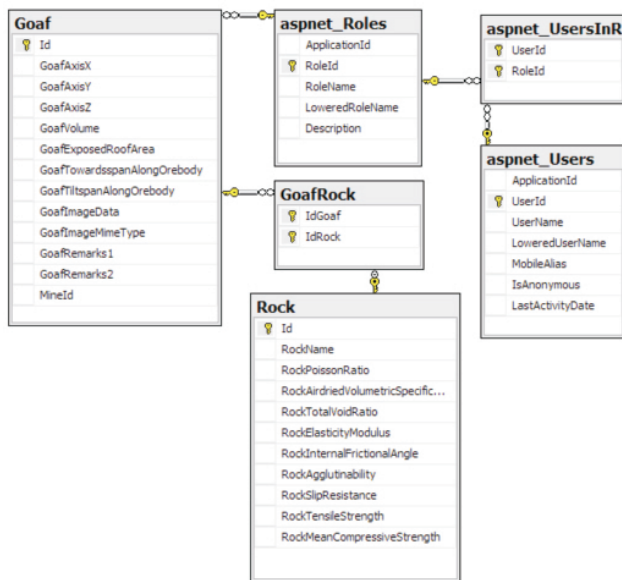 Goaf
Id
GoafAxisX
GoafAxisY
GoafAxisZ
GoafVolume
GoafExposedRoofArea
GoafTowardsspanAlongOrebody
GoafTiltspanAlongOrebody
GoafImageData
GoafImageMimeType
GoafRemarks1
GoafRemarks2
MineId
aspnet_Roles
ApplicationId
RoleId
RoleName
LoweredRoleName
Description
aspnet_UsersInR
UserId
RoleId
aspnet_Users
ApplicationId
UserId
UserName
LoweredUserName
MobileAlias
IsAnonymous
LastActivityDate
GoafRock
IdGoaf
IdRock
Rock
Id
RockName
RockPoissonRatio
RockAirdriedVolumetricSpecific...
RockTotalVoidRatio
RockElasticityModulus
RockInternalFrictionalAngle
RockAgglutinability
RockSlipResistance
RockTensileStrength
RockMeanCompressiveStrength